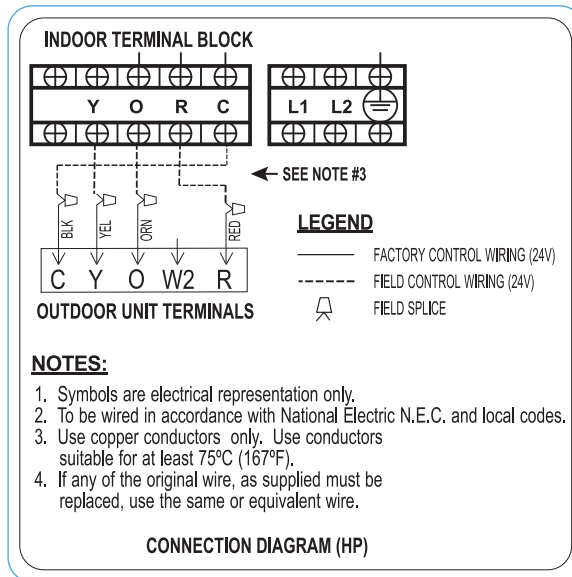 INDOOR TERMINAL BLOCK
Y O R C L1 L2
SEE NOTE #3
BLK YEL ORN RED
C Y O W2 R
OUTDOOR UNIT TERMINALS
LEGEND
FACTORY CONTROL WIRING (24V)
FIELD CONTROL WIRING (24V)
FIELD SPLICE
NOTES:
1. Symbols are electrical representation only.
2. To be wired in accordance with National Electric N.E.C. and local codes.
3. Use copper conductors only. Use conductors
suitable for at least 75ºC (167ºF).
4. If any of the original wire, as supplied must be
replaced, use the same or equivalent wire.
CONNECTION DIAGRAM (HP)